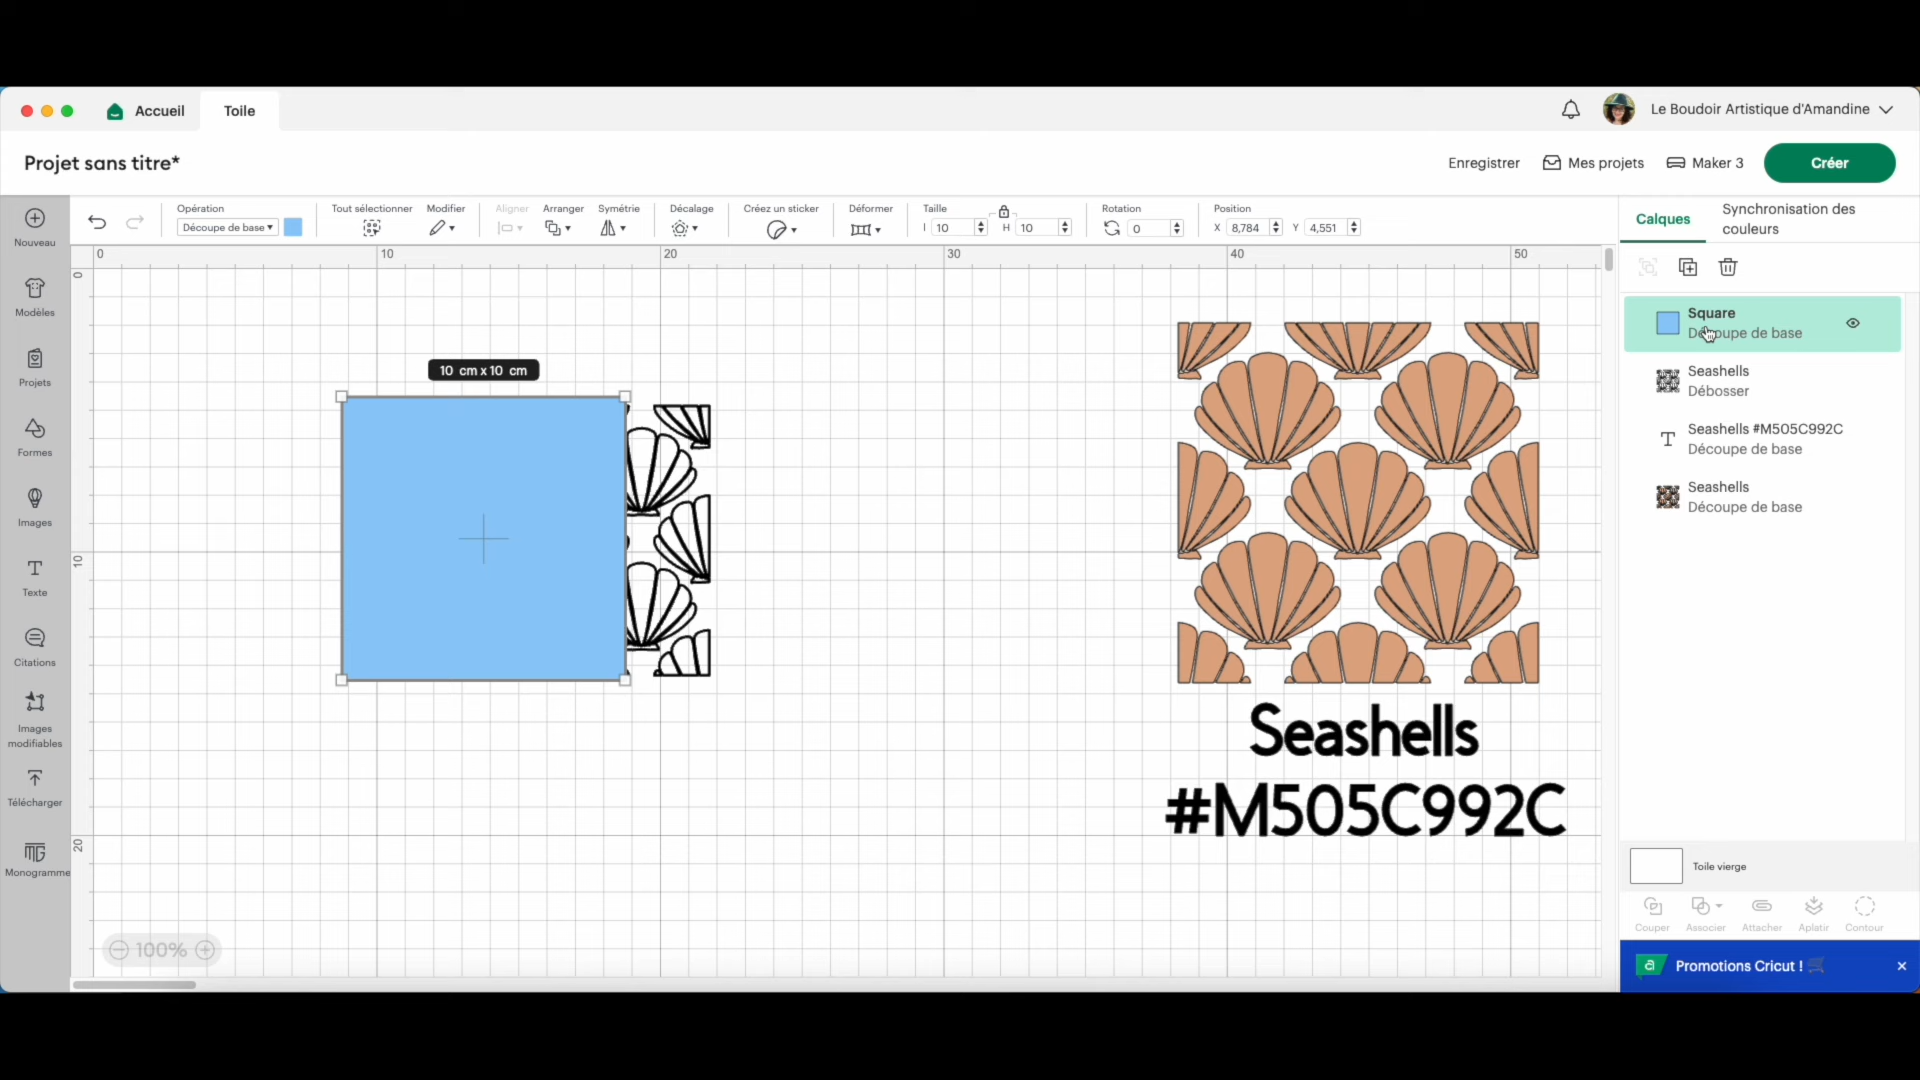 Accueil
Toile
Le Boudoir Artistique d'Amandine
Projet sans titre*
Enregistrer
Mes projets
Maker 3
Créer
Opération
Découpe de base
Tout sélectionner
Modifier
Aligner
Arranger
Symétrie
Décalage
Créez un sticker
Déformer
Taille
l 10
H 10
Rotation
0
Position
X 8,784
Y 4,551
Calques
Synchronisation des
couleurs
Nouveau
Modèles
Projets
Formes
Images
Texte
Citations
Images
modifiables
Télécharger
Monogramme
0
10
20
30
40
50
0
10
20
10 cm x 10 cm
Seashells
#M505C992C
100%
Square
Découpe de base
Seashells
Débosser
Seashells #M505C992C
Découpe de base
Seashells
Découpe de base
Toile vierge
Couper
Associer
Attacher
Aplatir
Contour
a
Promotions Cricut !